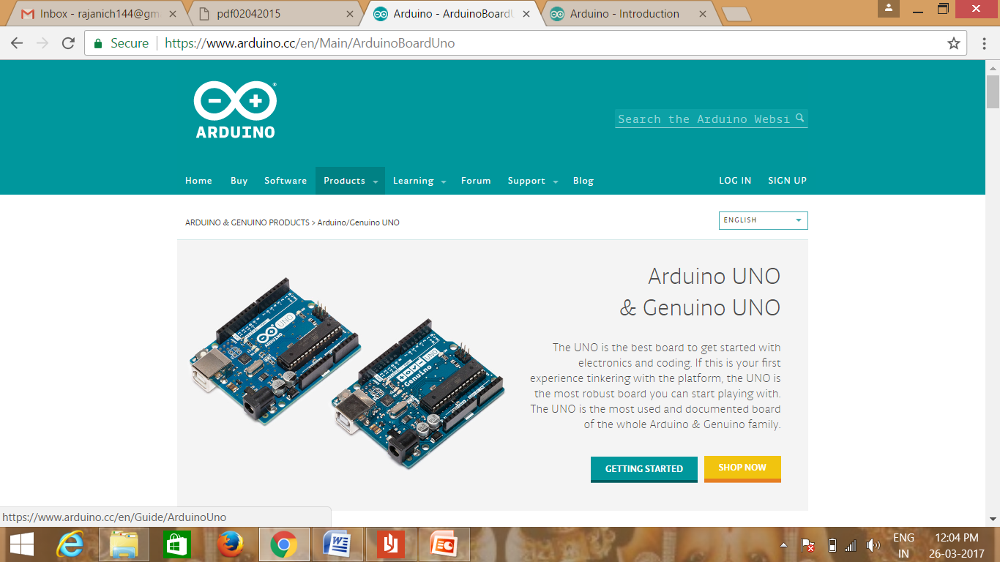 Inbox - rajanich144@gm
pdf02042015
Arduino - ArduinoBoardU
Arduino - Introduction
Secure
https://www.arduino.cc/en/Main/ArduinoBoardUno
ARDUINO
Search the Arduino Websi
Home Buy Software Products Learning Forum Support Blog LOG IN SIGN UP
ARDUINO & GENUINO PRODUCTS > Arduino/Genuino UNO
ENGLISH
Arduino UNO
& Genuino UNO
ARDUINO UNO
Genuino UNO
The UNO is the best board to get started with
electronics and coding. If this is your first
experience tinkering with the platform, the UNO is
the most robust board you can start playing with.
The UNO is the most used and documented board
of the whole Arduino & Genuino family.
GETTING STARTED
SHOP NOW
https://www.arduino.cc/en/Guide/ArduinoUno
ENG 12:04 PM
IN 26-03-2017